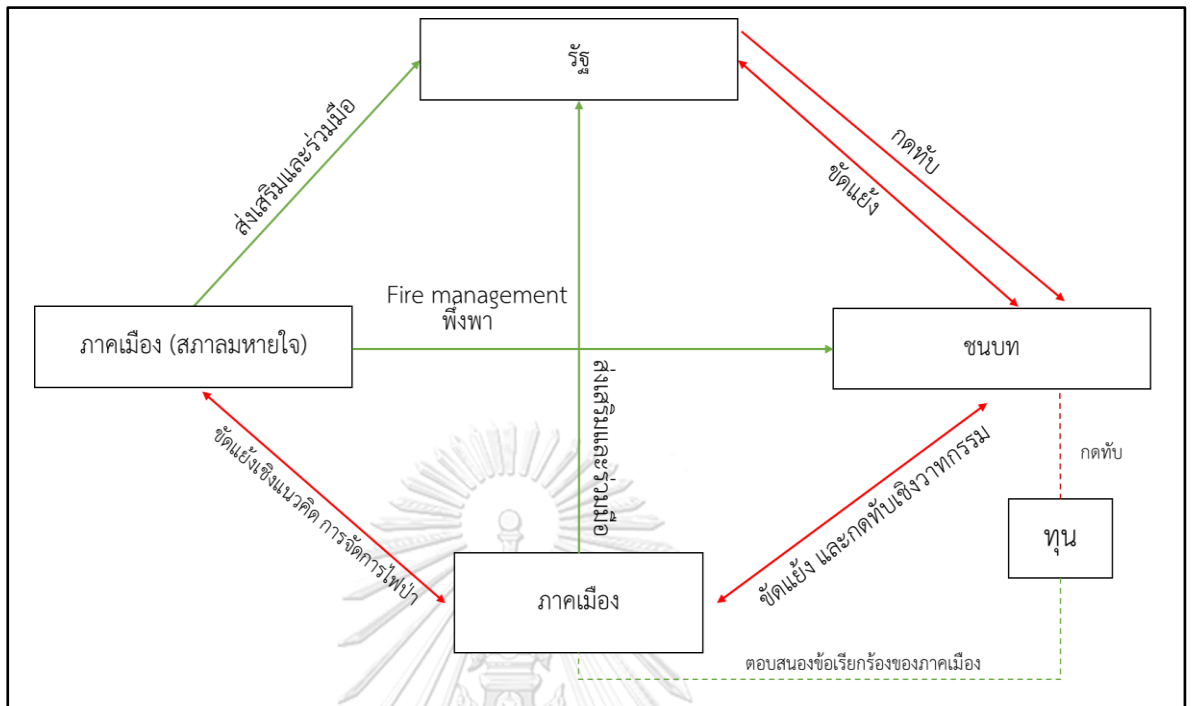 รัฐ
ส่งเสริมและร่วมมือ
กดทับ
ขัดแย้ง
Fire management
พึ่งพา
ภาคเมือง (สภาลมหายใจ)
ชนบท
ส่งเสริมและร่วมมือ
ขัดแย้งเชิงแนวคิด การจัดการไฟป่า
ขัดแย้ง และกดทับเชิงวาทกรรม
กดทับ
ทุน
ภาคเมือง
ตอบสนองข้อเรียกร้องของภาคเมือง